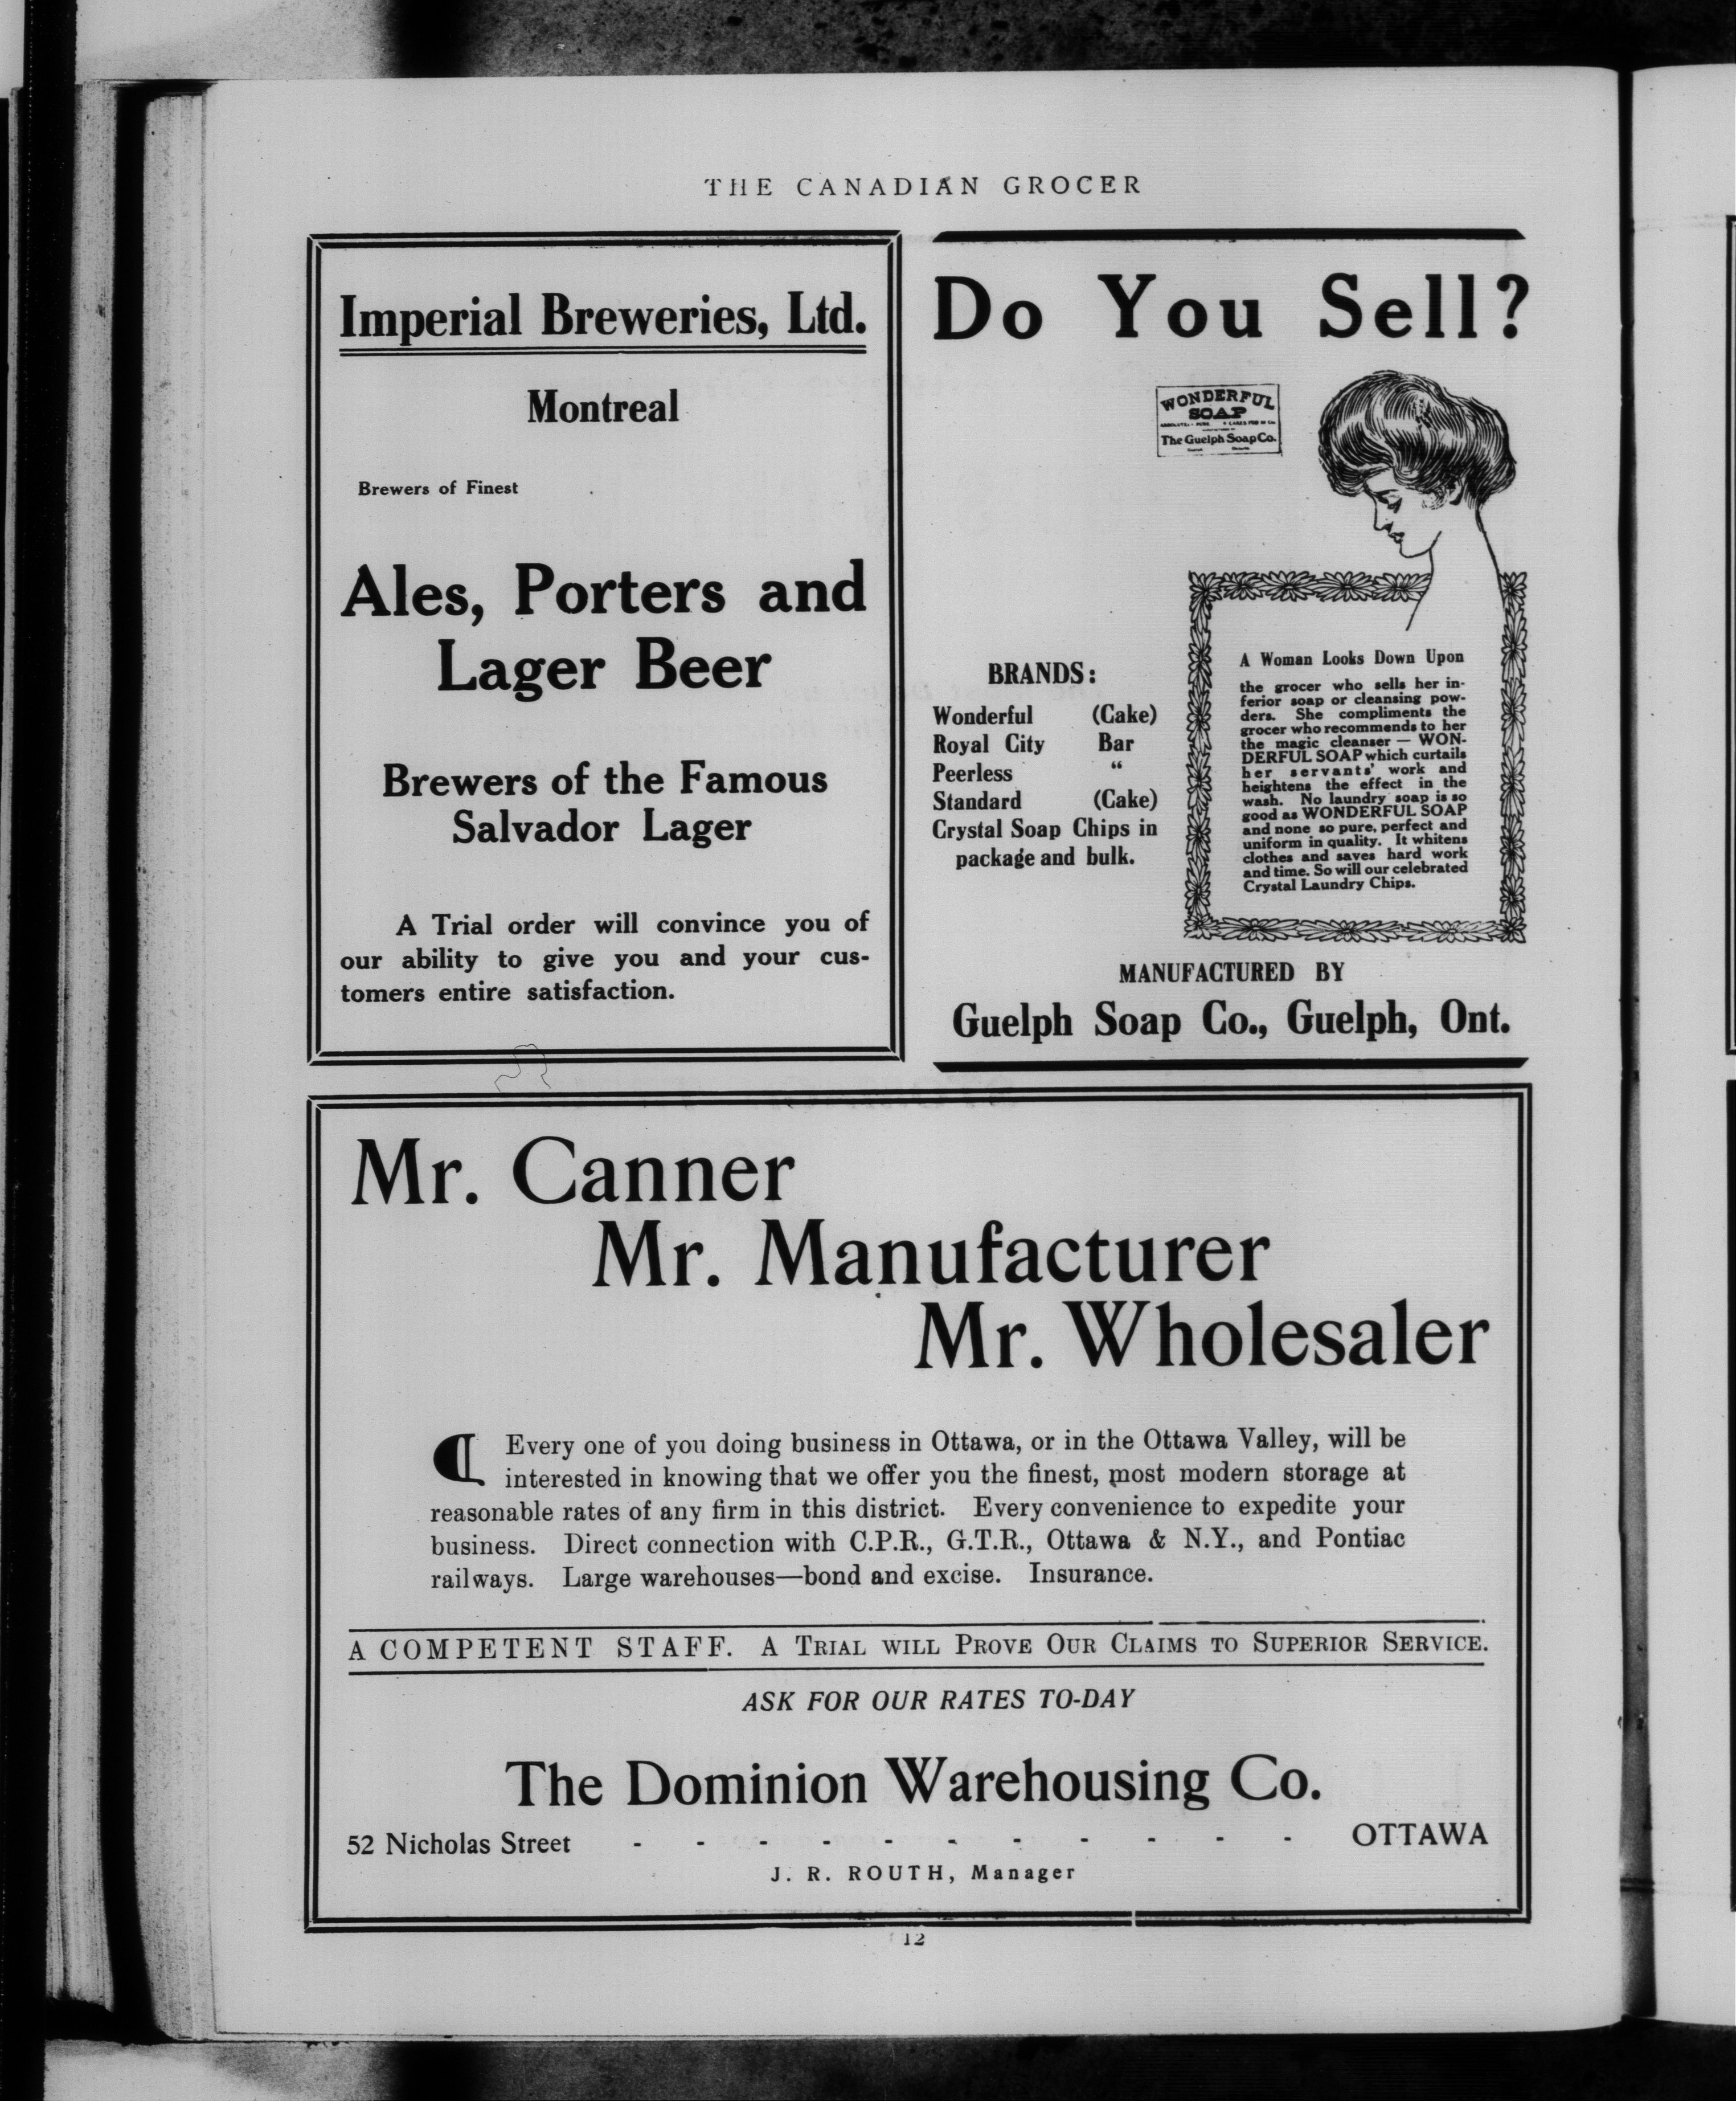 THE CANADIAN GROCER
Imperial Breweries, Ltd.
Montreal
Brewers of Finest
Ales, Porters and
Lager Beer
Brewers of the Famous
Salvador Lager
A Trial order will convince you of
our ability to give you and your cus-
tomers entire satisfaction.
Do You Sell?
WONDERFUL
SOAP
The Guelph Soap Co.
BRANDS:
Wonderful (Cake)
Royal City Bar
Peerless “
Standard (Cake)
Crystal Soap Chips in
package and bulk.
A Woman Looks Down Upon
the grocer who sells her in-
ferior soap or cleansing pow-
ders. She compliments the
grocer who recommends to her
the magic cleanser — WON-
DERFUL SOAP which curtails
her servants' work and
heightens the effect in the
wash. No laundry soap is so
good as WONDERFUL SOAP
and none so pure, perfect and
uniform in quality. It whitens
clothes and saves hard work
and time. So will our celebrated
Crystal Laundry Chips.
MANUFACTURED BY
Guelph Soap Co., Guelph, Ont.
Mr. Canner
Mr. Manufacturer
Mr. Wholesaler
Every one of you doing business in Ottawa, or in the Ottawa Valley, will be
interested in knowing that we offer you the finest, most modern storage at
reasonable rates of any firm in this district. Every convenience to expedite your
business. Direct connection with C.P.R., G.T.R., Ottawa & N.Y., and Pontiac
railways. Large warehouses—bond and excise. Insurance.
A COMPETENT STAFF. A TRIAL WILL PROVE OUR CLAIMS TO SUPERIOR SERVICE.
ASK FOR OUR RATES TO-DAY
The Dominion Warehousing Co.
52 Nicholas Street - - - - - - - - - - - OTTAWA
J. R. ROUTH, Manager
12